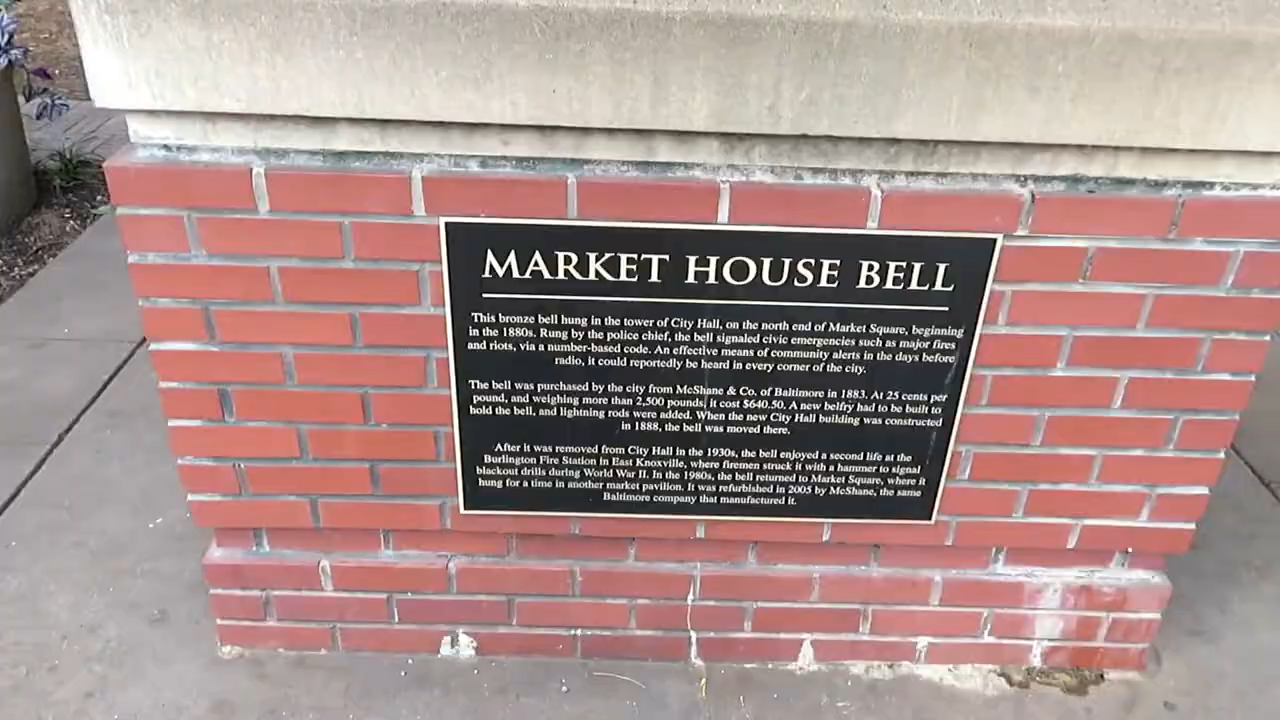 MARKET HOUSE BELL
This bronze bell hung in the tower of City Hall, on the north end of Market Square, beginning
in the 1880s. Rung by the police chief, the bell signaled civic emergencies such as major fires
and riots, via a number-based code. An effective means of community alerts in the days before
radio, it could reportedly be heard in every corner of the city.
The bell was purchased by the city from McShane & Co. of Baltimore in 1883. At 25 cents per
pound, and weighing more than 2,500 pounds, it cost $640.50. A new belfry had to be built to
hold the bell, and lightning rods were added. When the new City Hall building was constructed
in 1888, the bell was moved there.
After it was removed from City Hall in the 1930s, the bell enjoyed a second life at the
Burlington Fire Station in East Knoxville, where firemen struck it with a hammer to signal
blackout drills during World War II. In the 1980s, the bell returned to Market Square, where it
hung for a time in another market pavilion. It was refurbished in 2005 by McShane, the same
Baltimore company that manufactured it.